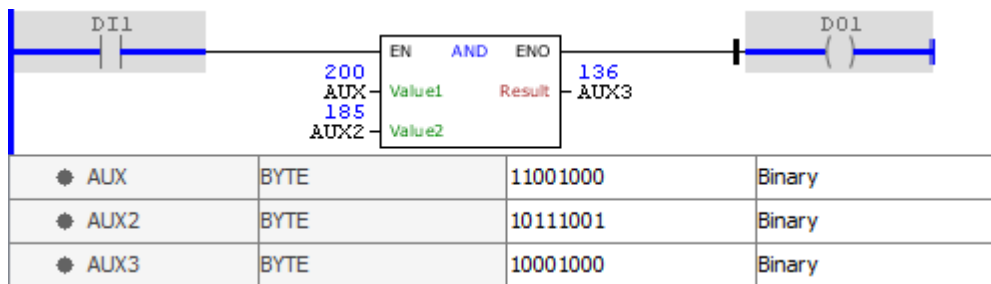 DI1
DO1
EN AND ENO
200
AUX Value1 Result AUX3
136
185
AUX2 Value2
AUX BYTE 11001000 Binary
AUX2 BYTE 10111001 Binary
AUX3 BYTE 10001000 Binary